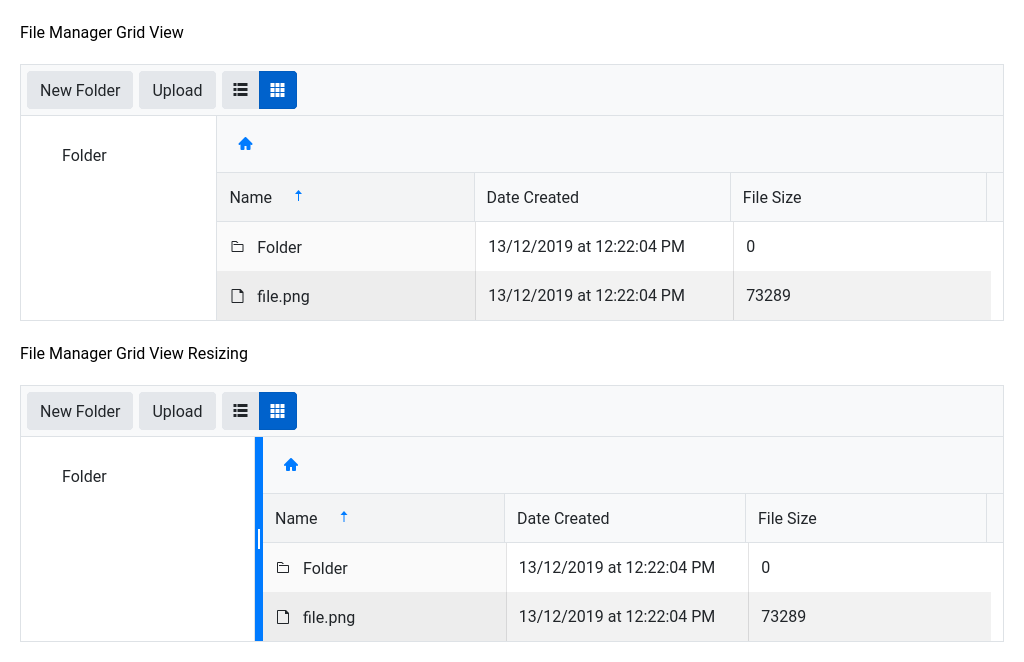 File Manager Grid View
New Folder Upload
Folder
Name Date Created File Size
Folder 13/12/2019 at 12:22:04 PM 0
file.png 13/12/2019 at 12:22:04 PM 73289
File Manager Grid View Resizing
New Folder Upload
Folder
Name Date Created File Size
Folder 13/12/2019 at 12:22:04 PM 0
file.png 13/12/2019 at 12:22:04 PM 73289